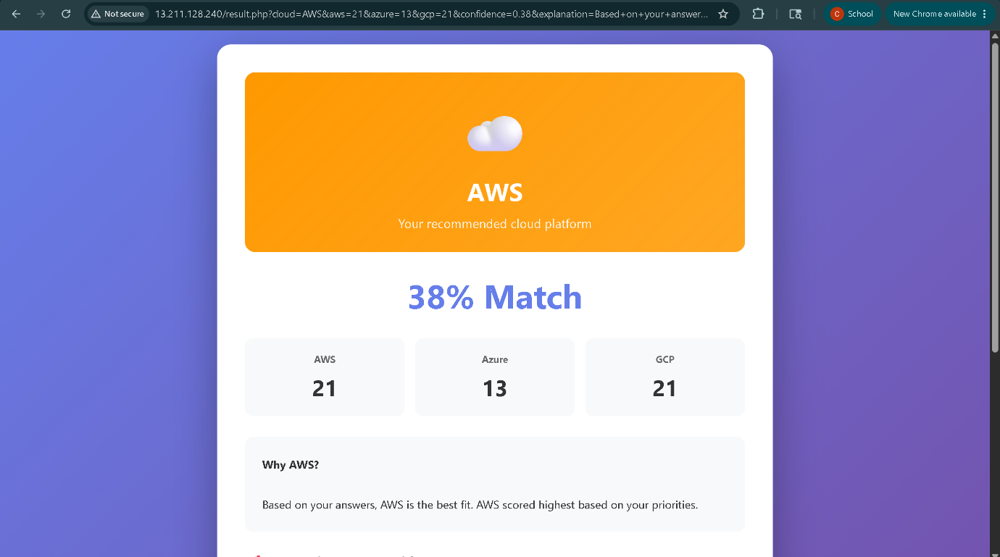 Not secure
13.211.128.240/result.php?cloud=AWS&aws=21&azure=13&gcp=21&confidence=0.38&explanation=Based+on+your+answer...
C
School
New Chrome available
AWS
Your recommended cloud platform
38% Match
AWS
21
Azure
13
GCP
21
Why AWS?
Based on your answers, AWS is the best fit. AWS scored highest based on your priorities.